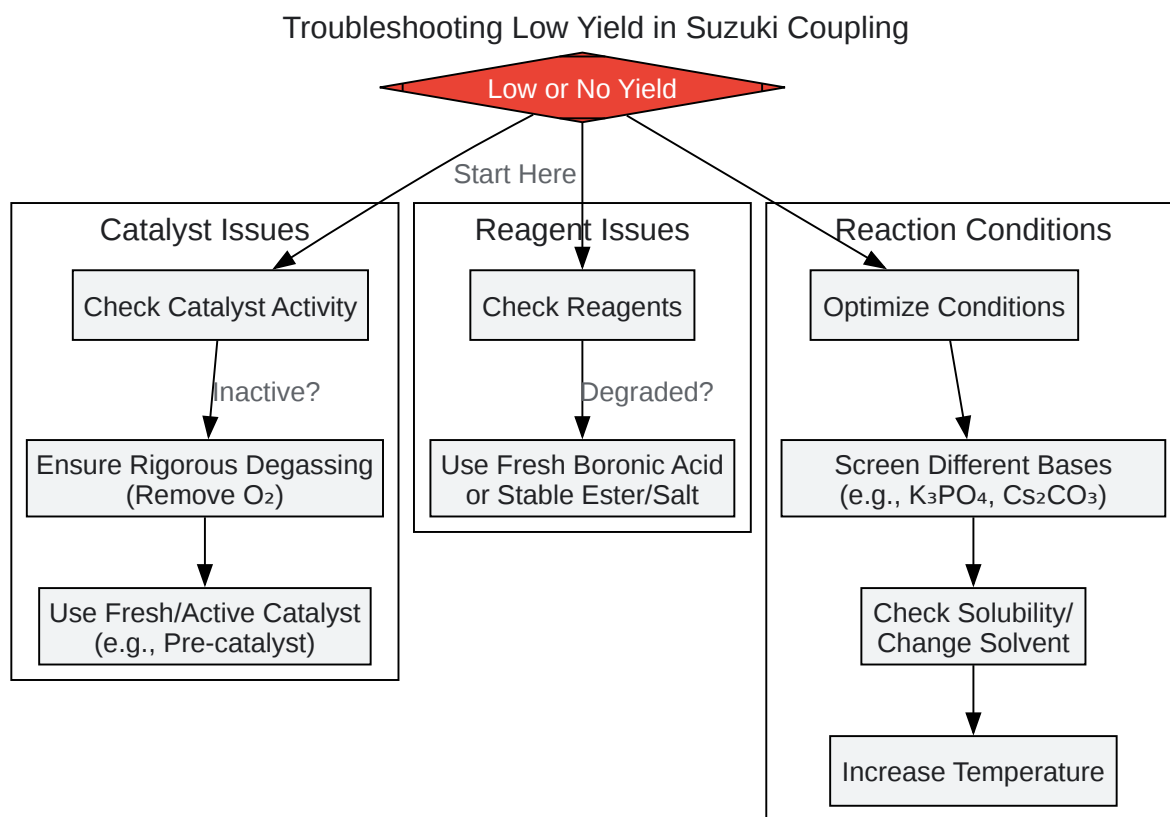 Troubleshooting Low Yield in Suzuki Coupling
Low or No Yield
Start Here
Catalyst Issues
Check Catalyst Activity
Inactive?
Ensure Rigorous Degassing
(Remove O₂)
Use Fresh/Active Catalyst
(e.g., Pre-catalyst)
Reagent Issues
Check Reagents
Degraded?
Use Fresh Boronic Acid
or Stable Ester/Salt
Reaction Conditions
Optimize Conditions
Screen Different Bases
(e.g., K₃PO₄, Cs₂CO₃)
Check Solubility/
Change Solvent
Increase Temperature